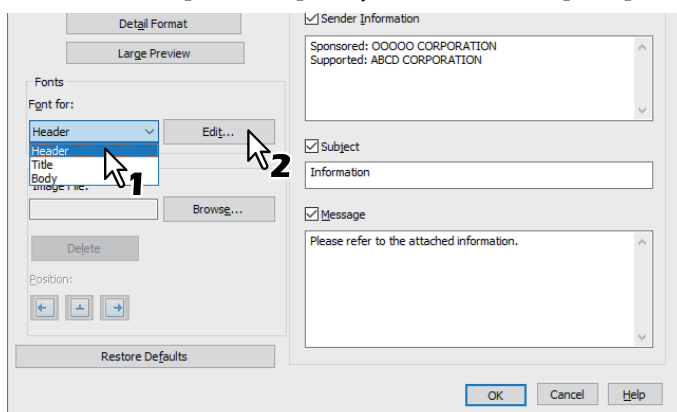 Detail Format
Large Preview
Fonts
Font for:
Header
Edit...
Header
Title
Body
1
2
Image File:
Browse...
Delete
Position:
Restore Defaults
Sender Information
Sponsored: OOOOO CORPORATION
Supported: ABCD CORPORATION
Subject
Information
Message
Please refer to the attached information.
OK
Cancel
Help